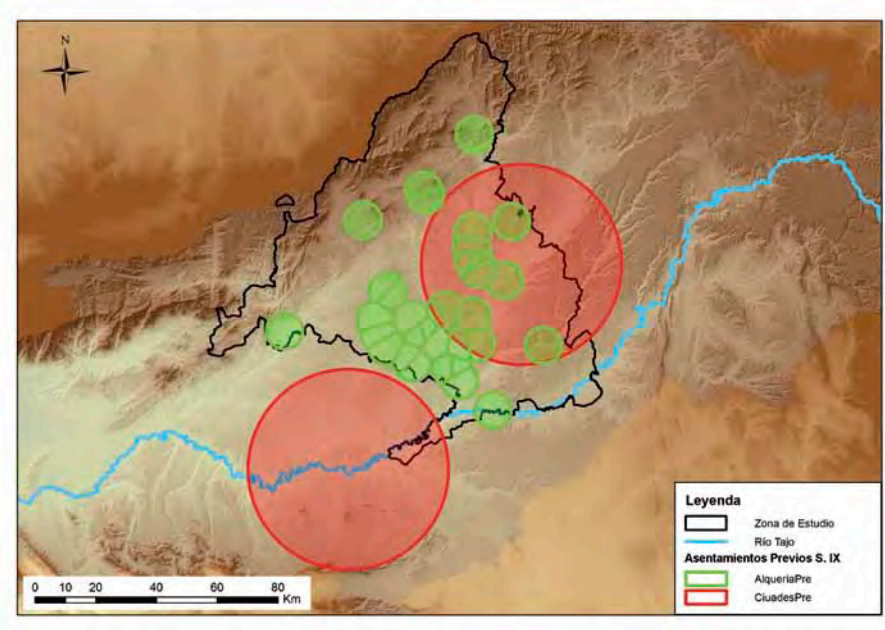 N
Leyenda
Zona de Estudio
Río Tajo
Asentamientos Previos S. IX
AlqueriaPre
CiuadesPre
0 10 20 40 60 80
Km